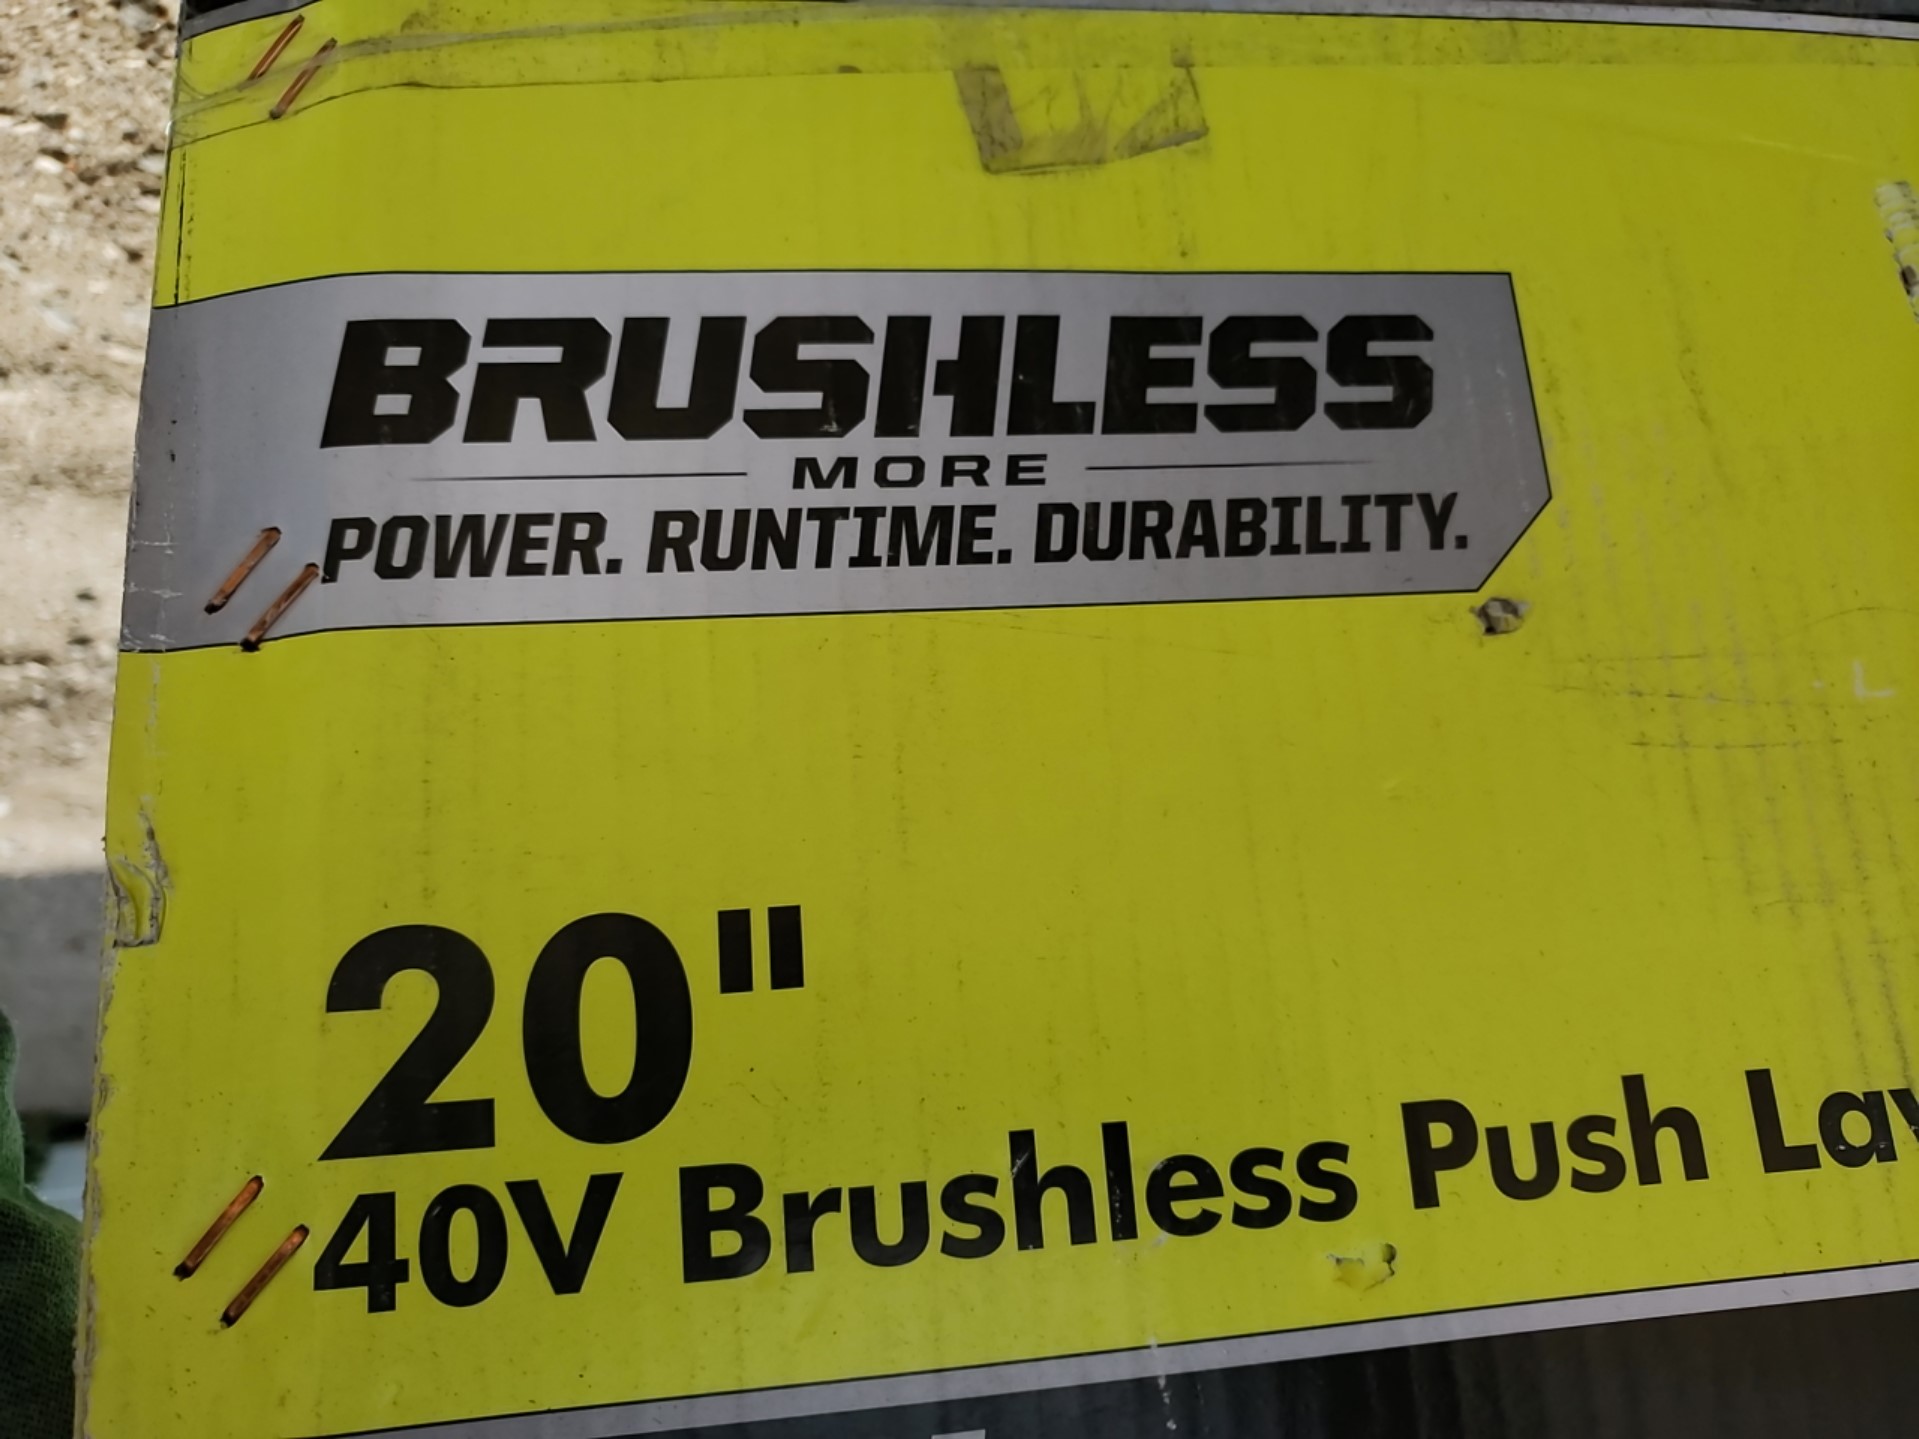 BRUSHLESS
MORE
POWER. RUNTIME. DURABILITY.
20"
40V Brushless Push